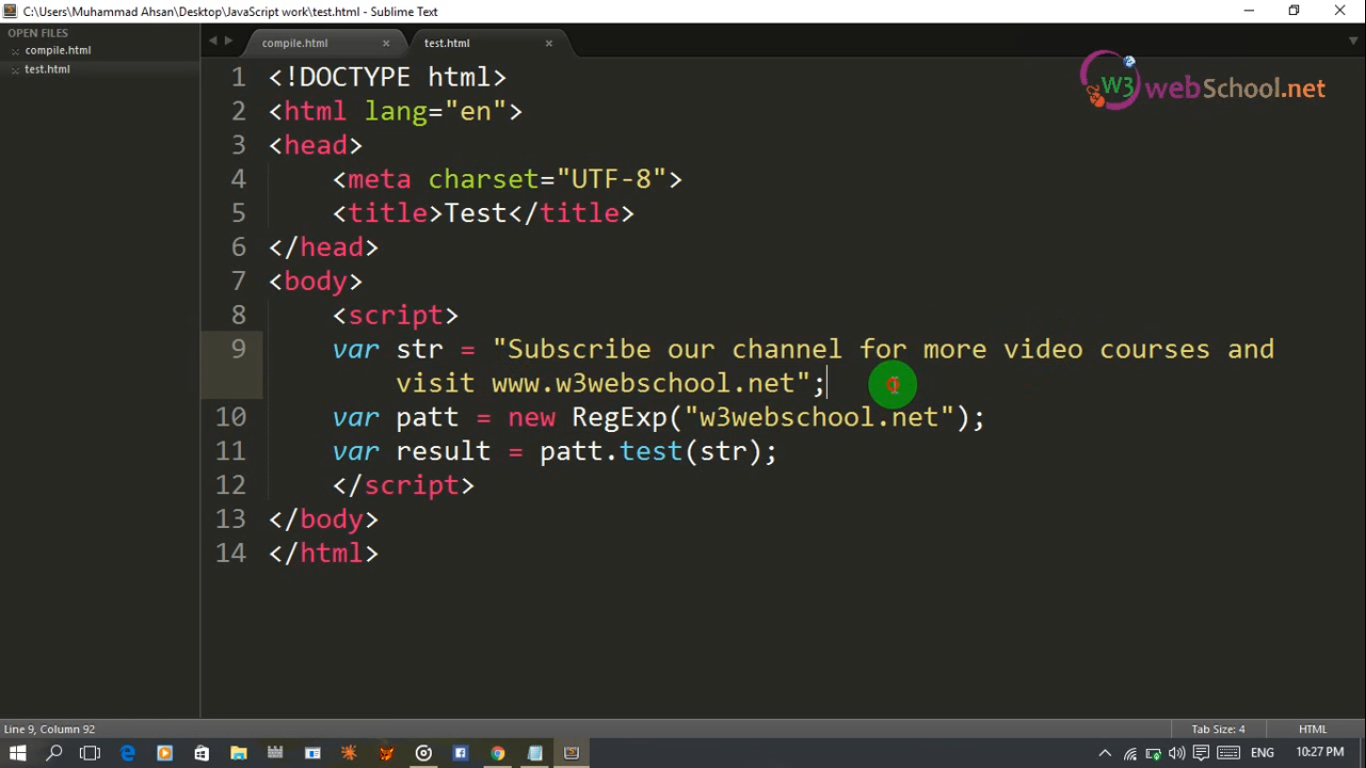 C:\Users\Muhammad Ahsan\Desktop\JavaScript work\test.html - Sublime Text
OPEN FILES
compile.html
test.html
compile.html
test.html
W3 webSchool.net
1 <!DOCTYPE html>
2 <html lang="en">
3 <head>
4     <meta charset="UTF-8">
5     <title>Test</title>
6 </head>
7 <body>
8     <script>
9     var str = "Subscribe our channel for more video courses and
        visit www.w3webschool.net";
10    var patt = new RegExp("w3webschool.net");
11    var result = patt.test(str);
12    </script>
13 </body>
14 </html>
Line 9, Column 92
Tab Size: 4
HTML
ENG
10:27 PM